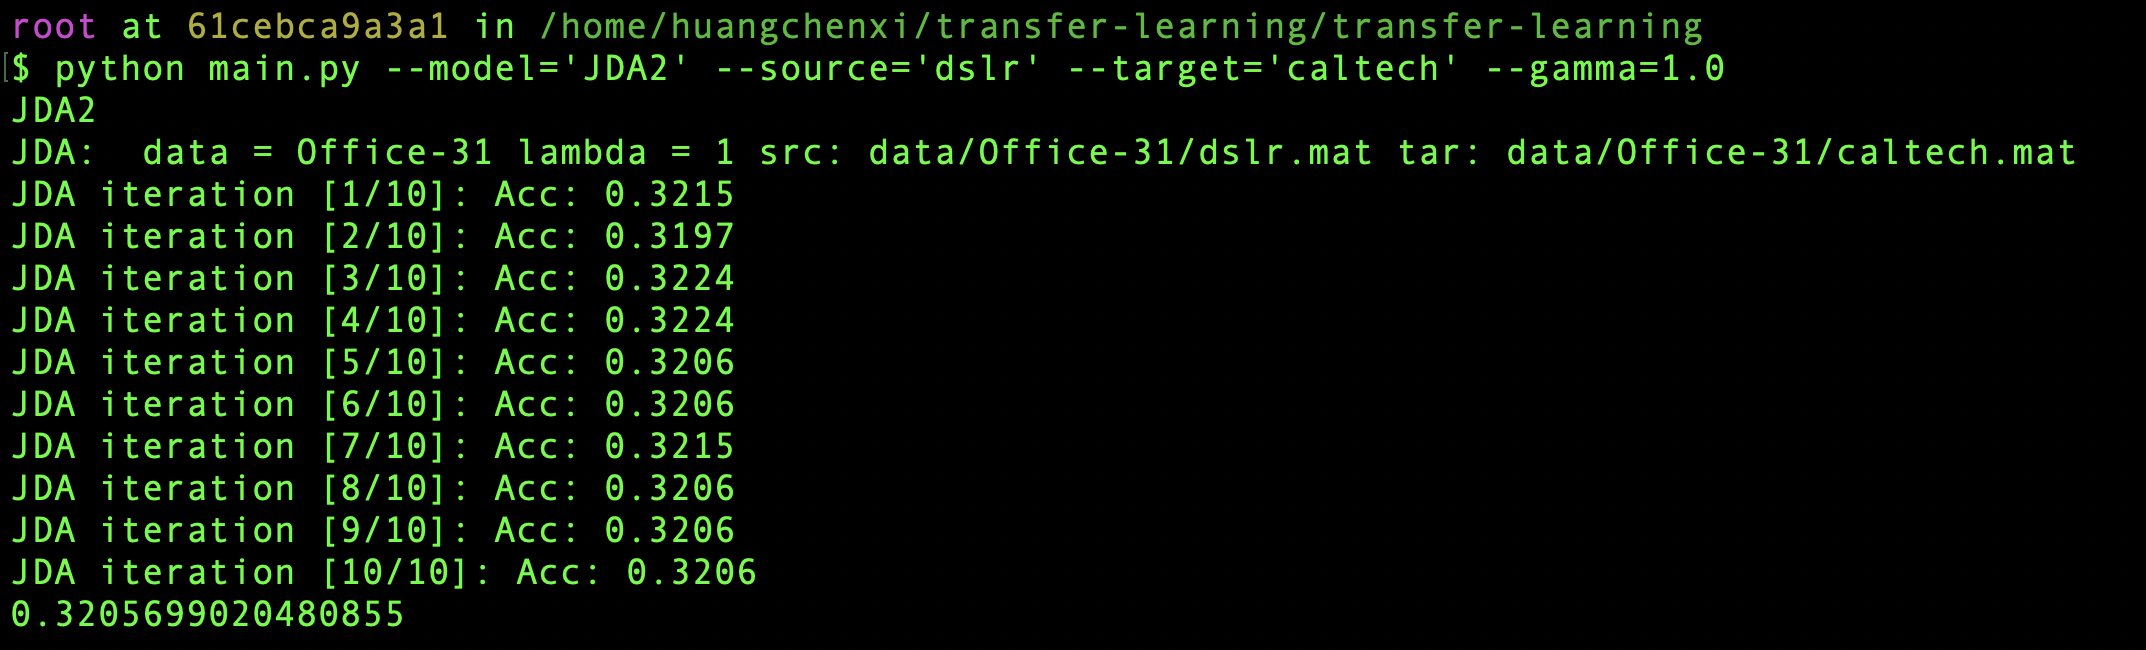 root at 61cebca9a3a1 in /home/huangchenxi/transfer-learning/transfer-learning
[$ python main.py --model='JDA2' --source='dslr' --target='caltech' --gamma=1.0
JDA2
JDA:  data = Office-31 lambda = 1 src: data/Office-31/dslr.mat tar: data/Office-31/caltech.mat
JDA iteration [1/10]: Acc: 0.3215
JDA iteration [2/10]: Acc: 0.3197
JDA iteration [3/10]: Acc: 0.3224
JDA iteration [4/10]: Acc: 0.3224
JDA iteration [5/10]: Acc: 0.3206
JDA iteration [6/10]: Acc: 0.3206
JDA iteration [7/10]: Acc: 0.3215
JDA iteration [8/10]: Acc: 0.3206
JDA iteration [9/10]: Acc: 0.3206
JDA iteration [10/10]: Acc: 0.3206
0.3205699020480855